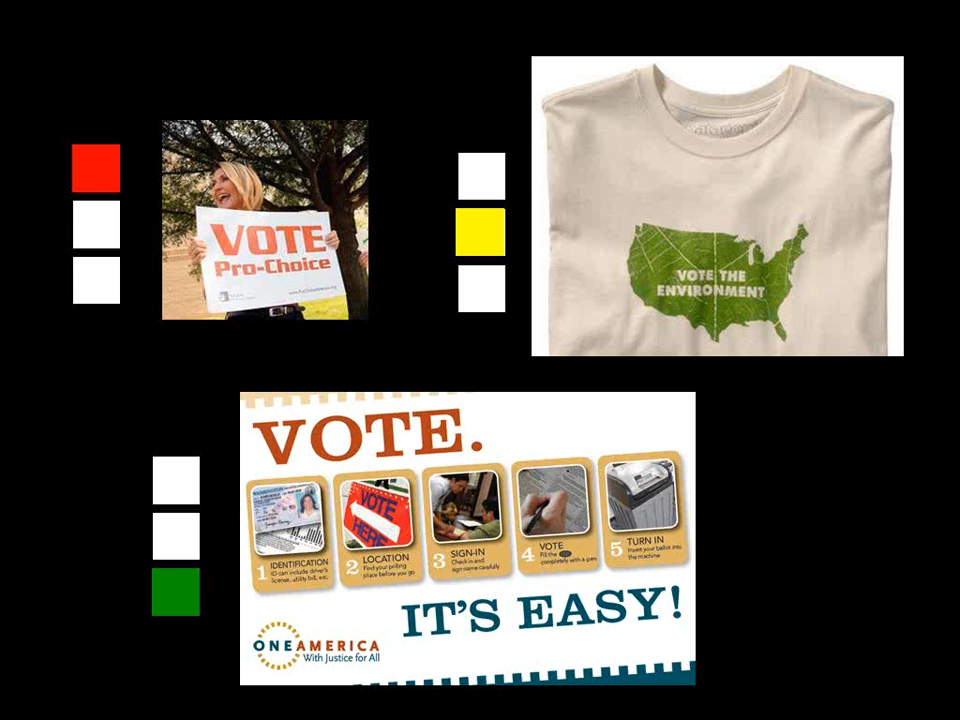 VOTE
Pro-Choice
VOTE THE
ENVIRONMENT
VOTE.
VOTE
HERE
1 IDENTIFICATION
ID can include driver's
license, utility bill, etc.
2 LOCATION
Find your polling
place before you go
3 SIGN-IN
Check in and
sign name carefully
4 VOTE
Fill the
completely with a pen
5 TURN IN
Insert your ballot into
the machine
IT'S EASY!
ONEAMERICA
With Justice for All